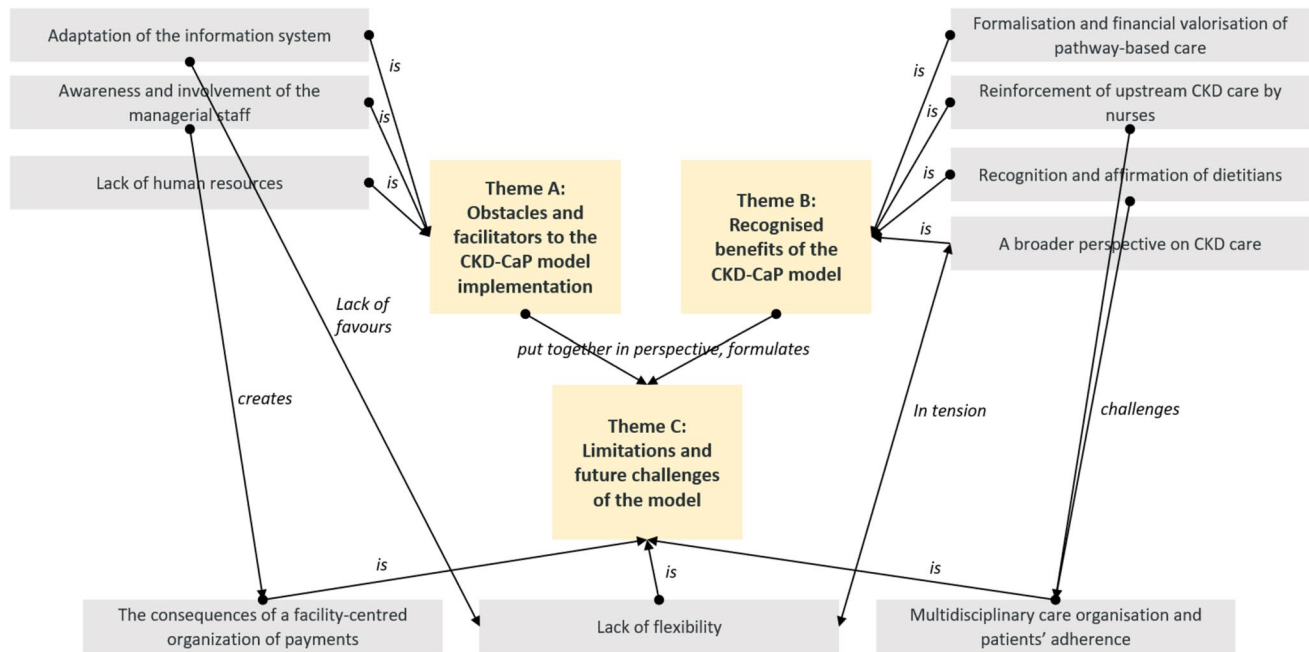 Adaptation of the information system
is
Awareness and involvement of the
managerial staff
is
Lack of human resources
is
Formalisation and financial valorisation of
pathway-based care
is
Reinforcement of upstream CKD care by
nurses
is
Recognition and affirmation of dietitians
is
A broader perspective on CKD care
is
Theme A:
Obstacles and
facilitators to the
CKD-CaP model
implementation
Theme B:
Recognised
benefits of the
CKD-CaP model
Lack of
favours
put together in perspective, formulates
creates
In tension
challenges
Theme C:
Limitations and
future challenges
of the model
is
is
is
The consequences of a facility-centred
organization of payments
Lack of flexibility
Multidisciplinary care organisation and
patients’ adherence